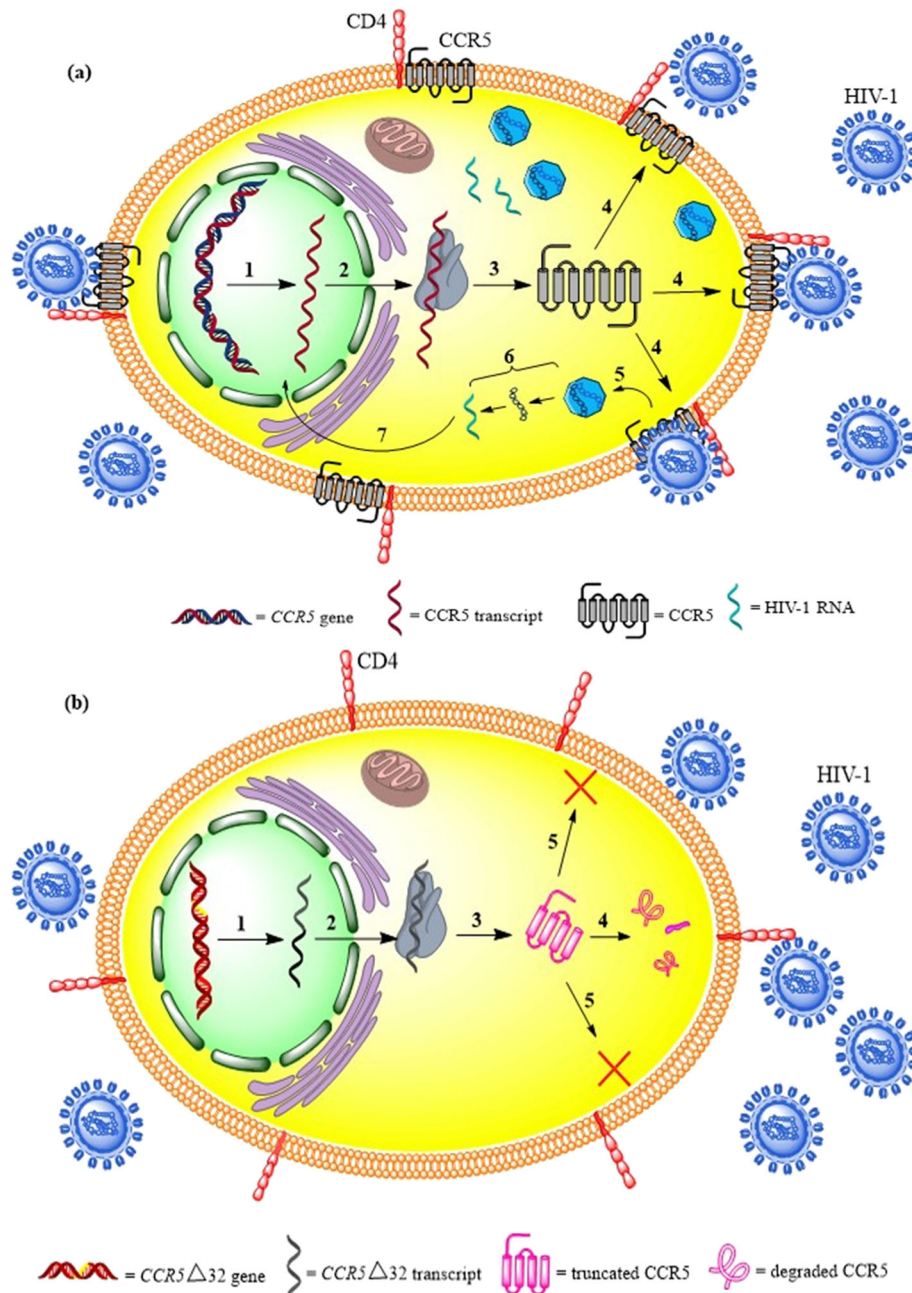 CD4
CCR5
(a)
HIV-1
4
1
2
3
4
4
6
5
7
= CCR5 gene
= CCR5 transcript
= CCR5
= HIV-1 RNA
CD4
(b)
HIV-1
5
1
2
3
4
5
= CCR5△32 gene
= CCR5△32 transcript
= truncated CCR5
= degraded CCR5